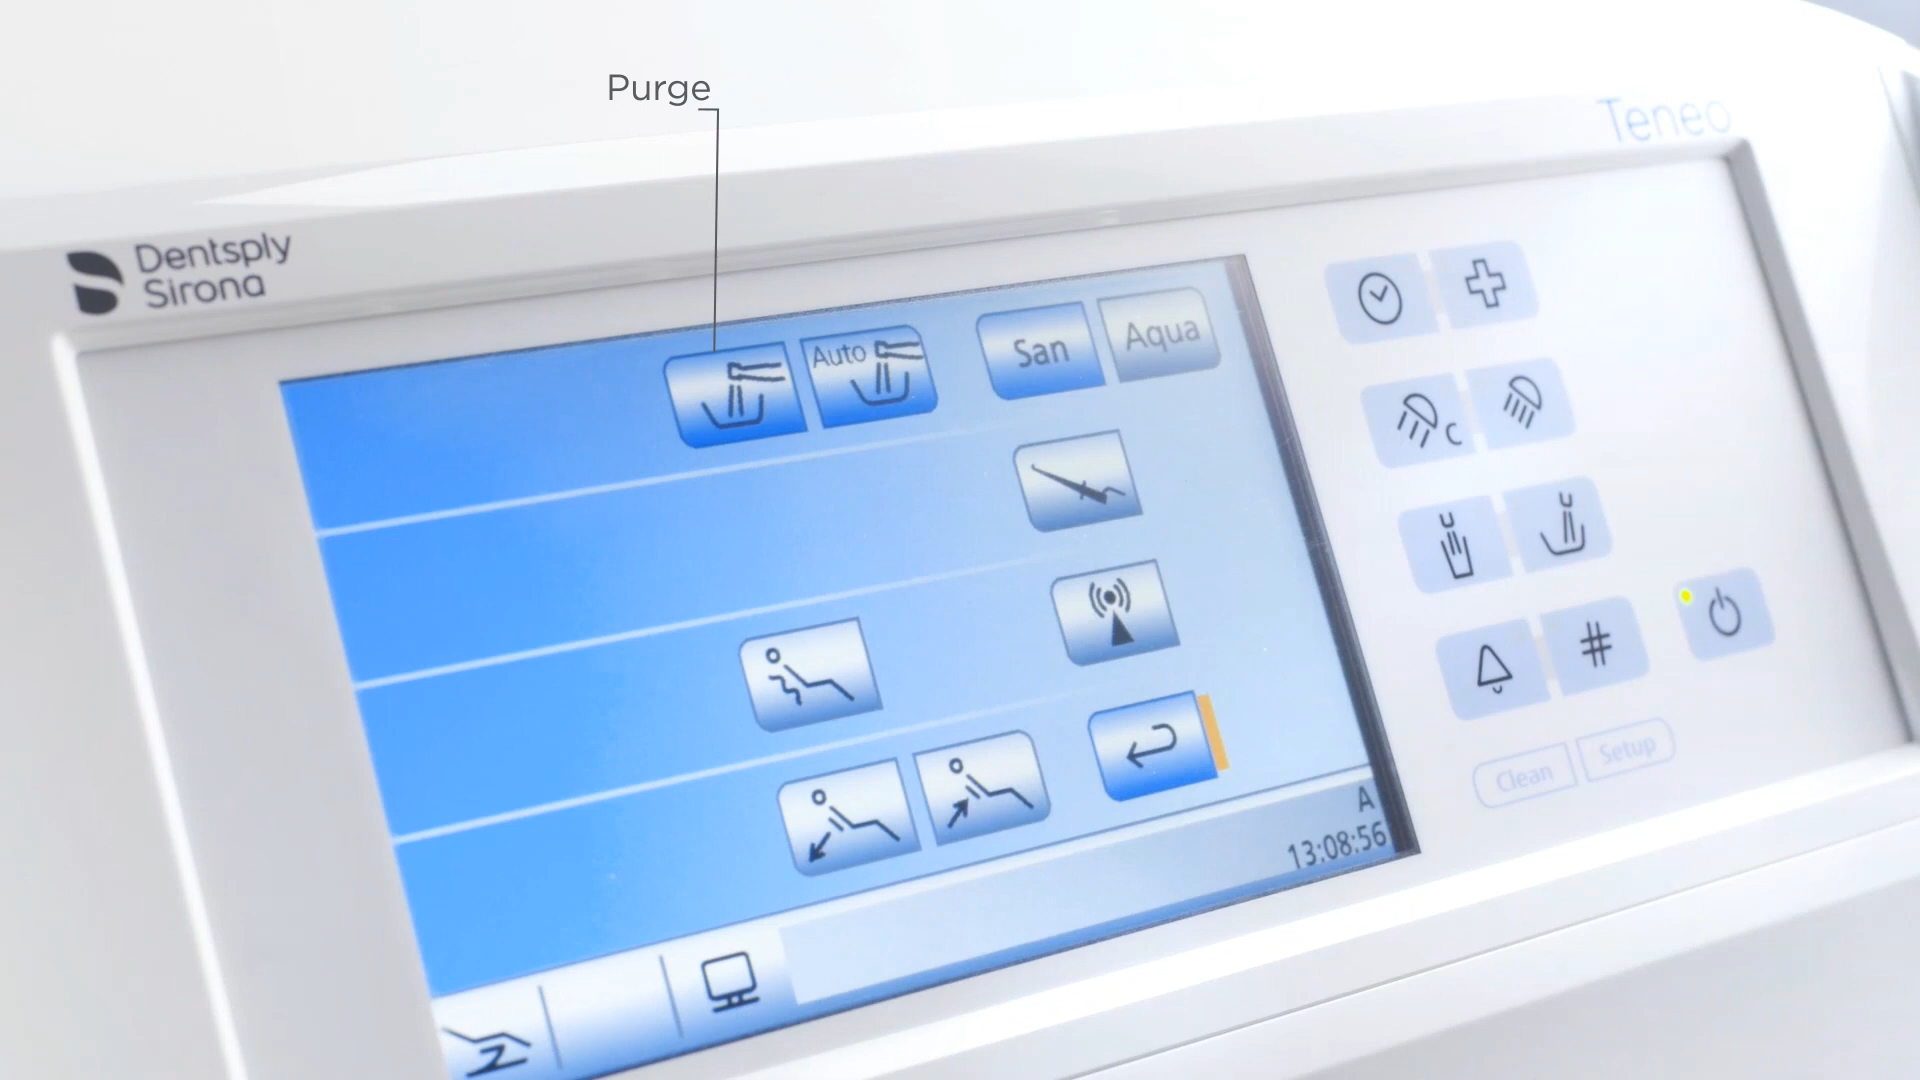 Purge
Teneo
Dentsply
Sirona
Auto
San
Aqua
C
#
Clean
Setup
A
13:08:56